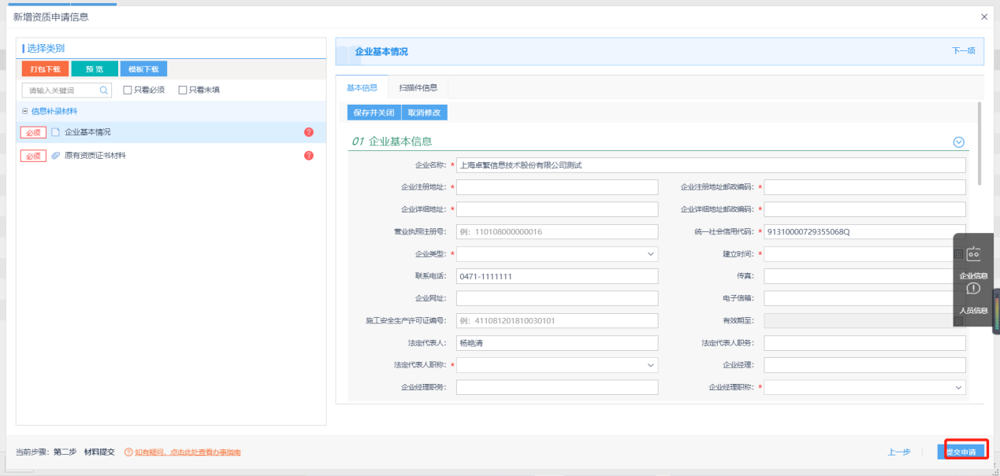 新增资质申请信息
选择类别
打包下载 预 览 模板下载
请输入关键词 只看必须 只看未填
信息补录材料
必须 企业基本情况
必须 原有资质证书材料
企业基本情况 下一项
基本信息 扫描件信息
保存并关闭 取消修改
01 企业基本信息
企业名称: * 上海卓繁信息技术股份有限公司测试
企业注册地址: * 企业注册地址邮政编码: *
企业详细地址: * 企业详细地址邮政编码: *
营业执照注册号: 例: 110108000000016 统一社会信用代码: * 91310000729355068Q
企业类型: * 建立时间: *
联系电话: 0471-1111111 传真:
企业网址: 电子信箱:
施工安全生产许可证编号: 例: 411081201810030101 有效期至:
法定代表人: 杨艳清 法定代表人职务:
法定代表人职称: * 企业经理:
企业经理职务: 企业经理职称: *
企业信息
人员信息
当前步骤: 第二步 材料提交 如有疑问, 点击此处查看办事指南 上一步 提交申请